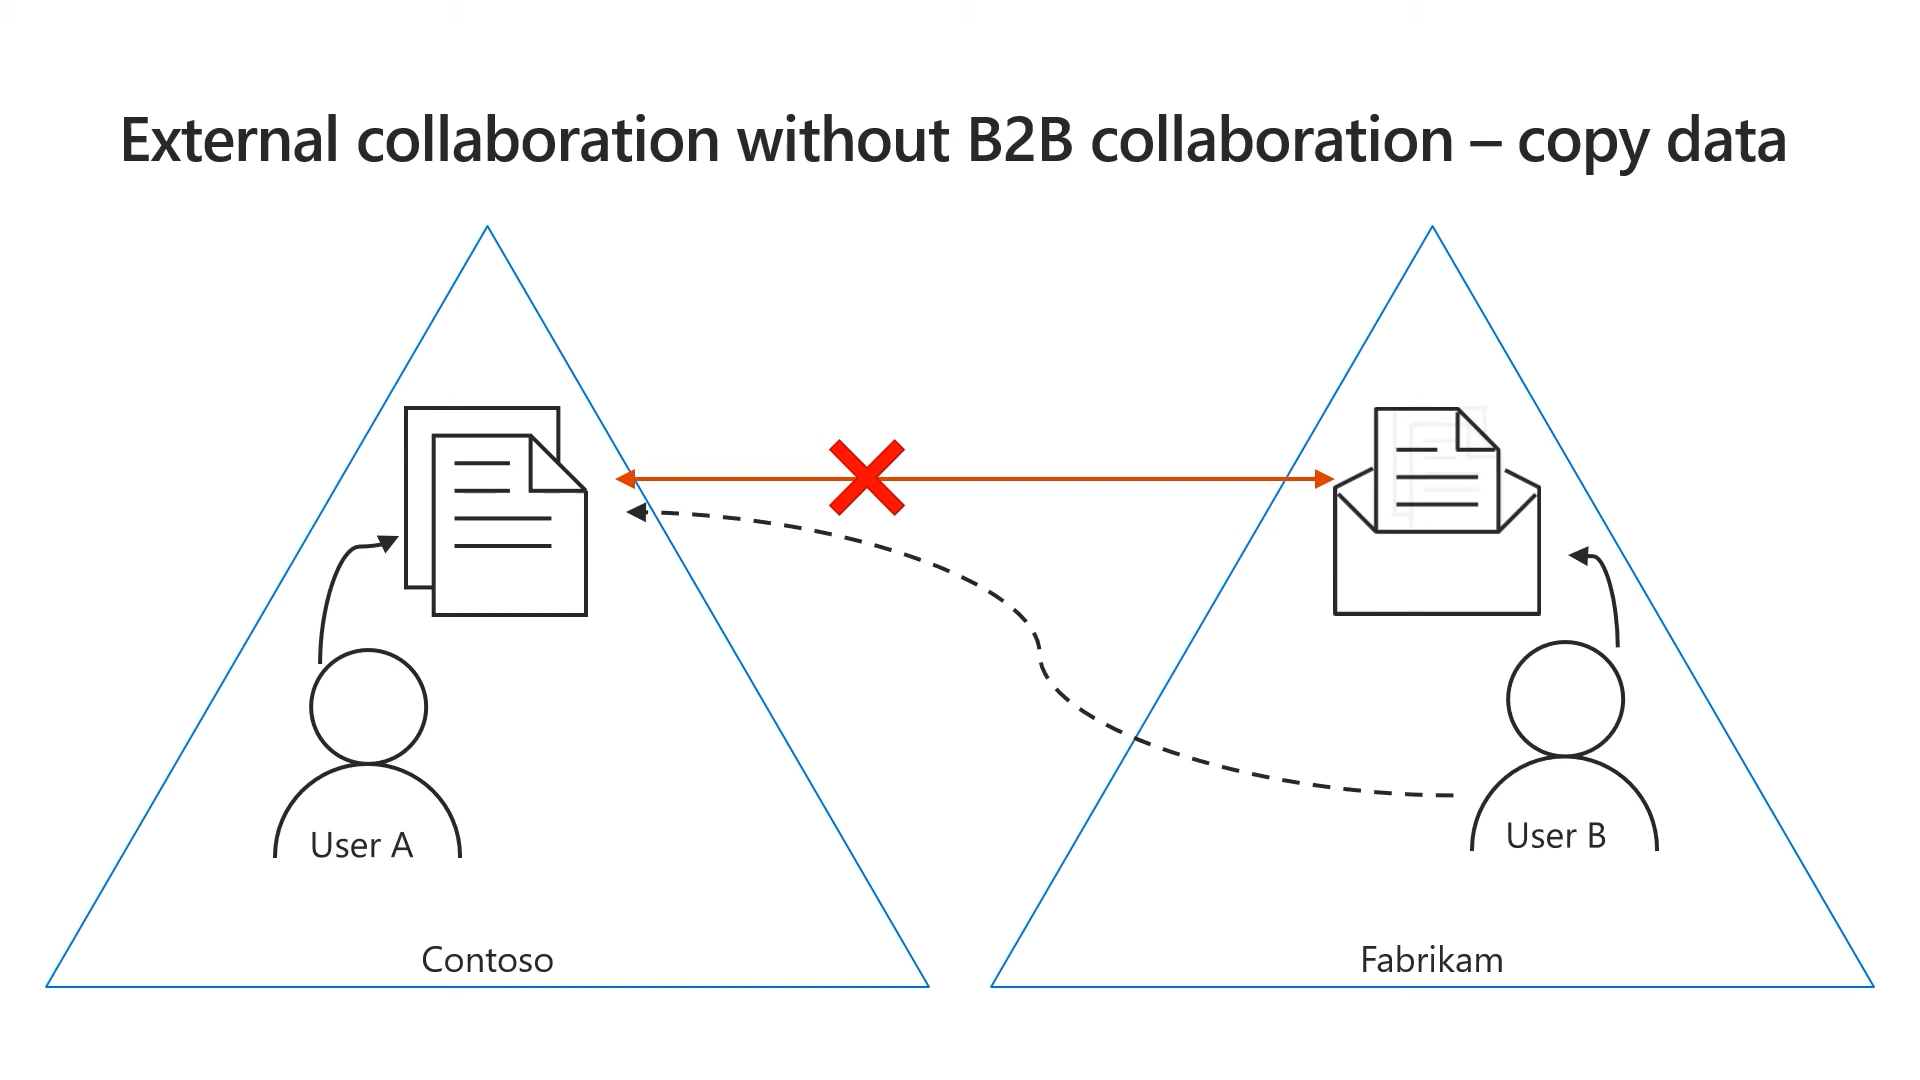 External collaboration without B2B collaboration – copy data
User A
User B
Contoso
Fabrikam